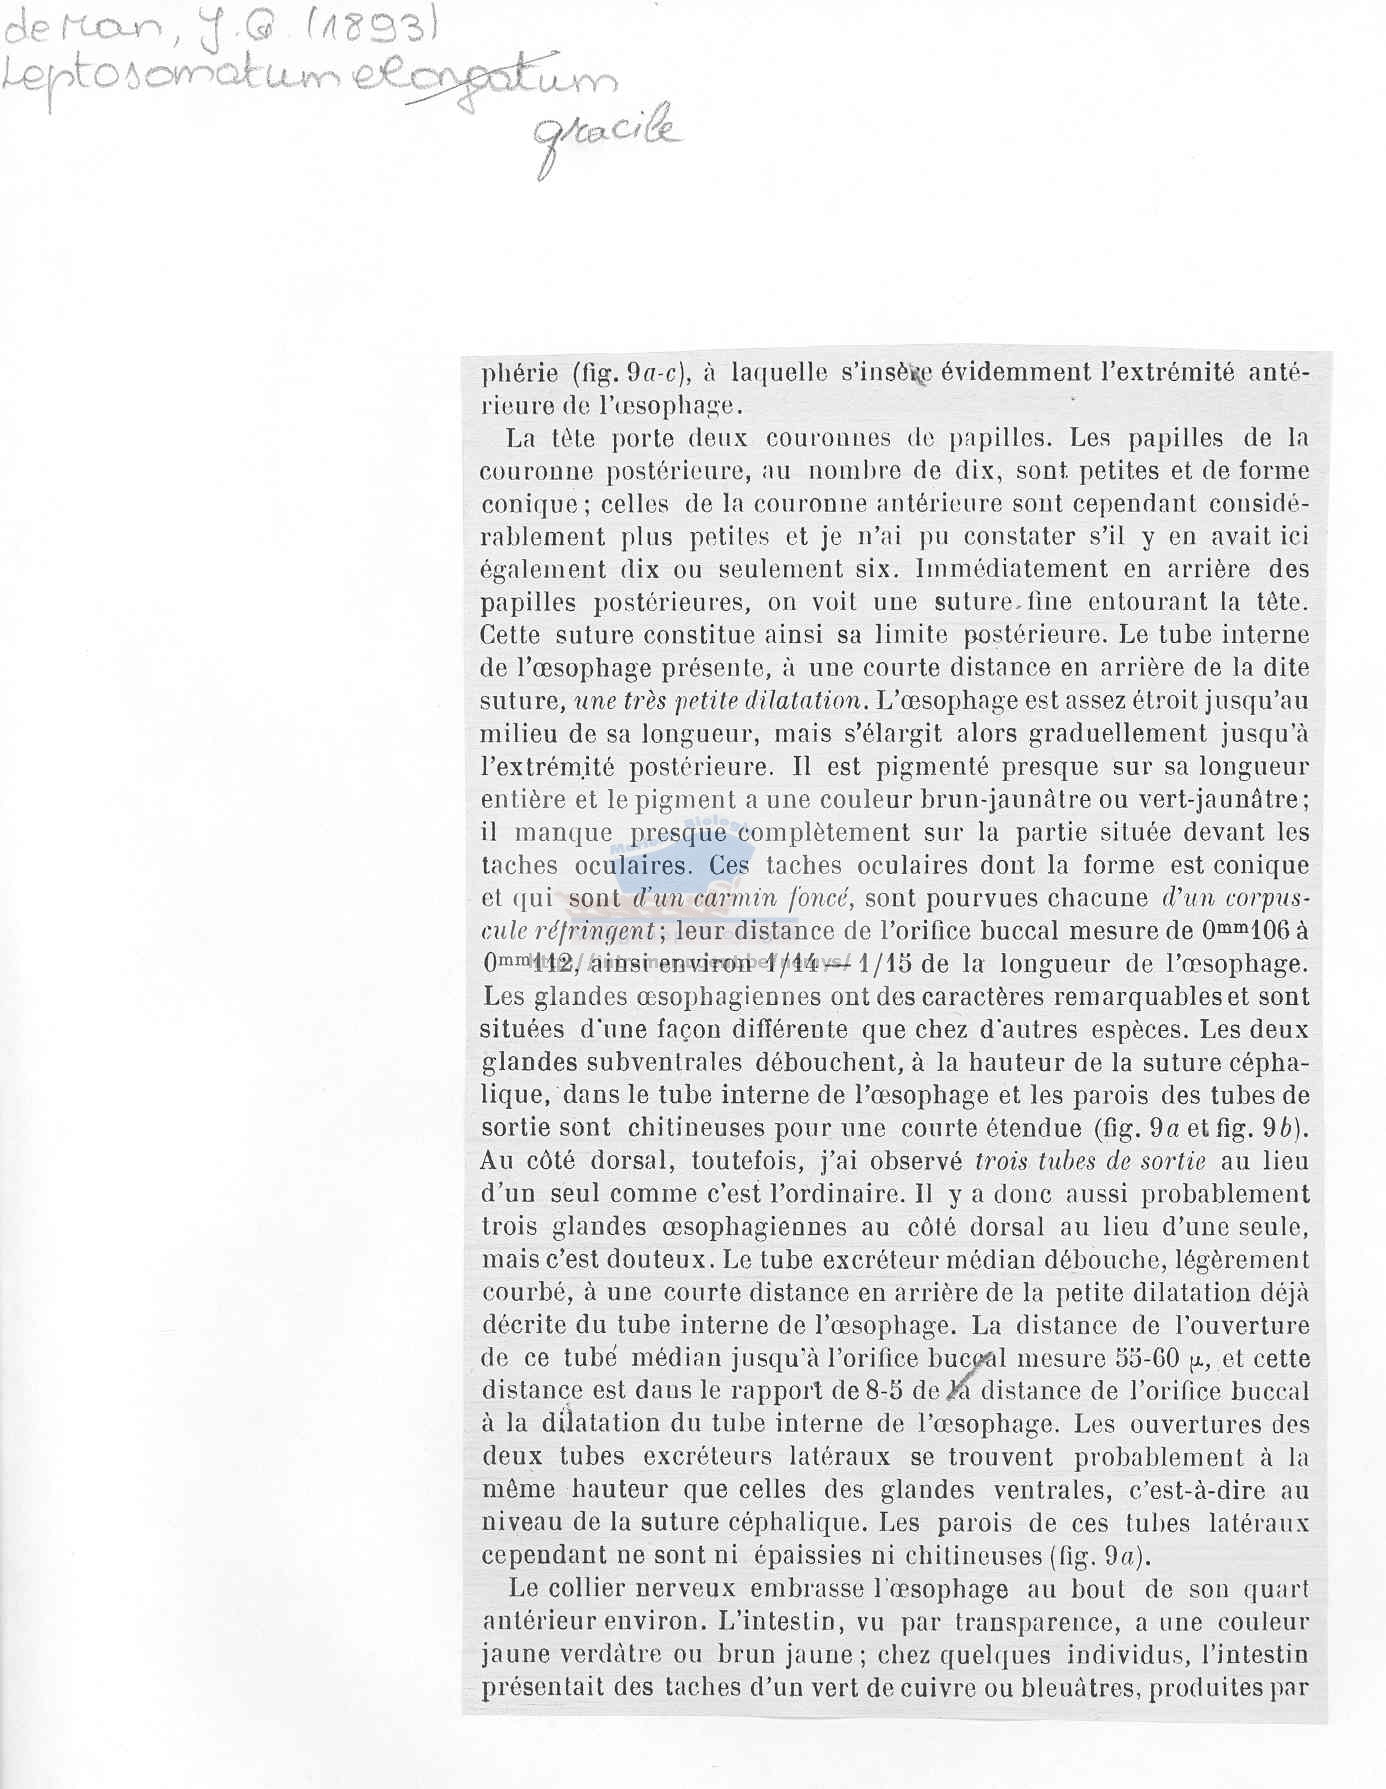 de Man, J.G. (1893)
Leptosomatum elongatum
gracile
phérie (fig. 9a-c), à laquelle s'insère évidemment l'extrémité anté-
rieure de l'œsophage.
La tête porte deux couronnes de papilles. Les papilles de la
couronne postérieure, au nombre de dix, sont petites et de forme
conique ; celles de la couronne antérieure sont cependant considé-
rablement plus petites et je n'ai pu constater s'il y en avait ici
également dix ou seulement six. Immédiatement en arrière des
papilles postérieures, on voit une suture fine entourant la tête.
Cette suture constitue ainsi sa limite postérieure. Le tube interne
de l'œsophage présente, à une courte distance en arrière de la dite
suture, une très petite dilatation. L'œsophage est assez étroit jusqu'au
milieu de sa longueur, mais s'élargit alors graduellement jusqu'à
l'extrémité postérieure. Il est pigmenté presque sur sa longueur
entière et le pigment a une couleur brun-jaunâtre ou vert-jaunâtre ;
il manque presque complètement sur la partie située devant les
taches oculaires. Ces taches oculaires dont la forme est conique
et qui sont d'un carmin foncé, sont pourvues chacune d'un corpus-
cule réfringent ; leur distance de l'orifice buccal mesure de 0mm106 à
0mm112, ainsi environ 1/14 — 1/15 de la longueur de l'œsophage.
Les glandes œsophagiennes ont des caractères remarquables et sont
situées d'une façon différente que chez d'autres espèces. Les deux
glandes subventrales débouchent, à la hauteur de la suture cépha-
lique, dans le tube interne de l'œsophage et les parois des tubes de
sortie sont chitineuses pour une courte étendue (fig. 9a et fig. 9b).
Au côté dorsal, toutefois, j'ai observé trois tubes de sortie au lieu
d'un seul comme c'est l'ordinaire. Il y a donc aussi probablement
trois glandes œsophagiennes au côté dorsal au lieu d'une seule,
mais c'est douteux. Le tube excréteur médian débouche, légèrement
courbé, à une courte distance en arrière de la petite dilatation déjà
décrite du tube interne de l'œsophage. La distance de l'ouverture
de ce tube médian jusqu'à l'orifice buccal mesure 55-60 µ, et cette
distance est dans le rapport de 8-5 de la distance de l'orifice buccal
à la dilatation du tube interne de l'œsophage. Les ouvertures des
deux tubes excréteurs latéraux se trouvent probablement à la
même hauteur que celles des glandes ventrales, c'est-à-dire au
niveau de la suture céphalique. Les parois de ces tubes latéraux
cependant ne sont ni épaissies ni chitineuses (fig. 9a).
Le collier nerveux embrasse l'œsophage au bout de son quart
antérieur environ. L'intestin, vu par transparence, a une couleur
jaune verdâtre ou brun jaune ; chez quelques individus, l'intestin
présentait des taches d'un vert de cuivre ou bleuâtres, produites par